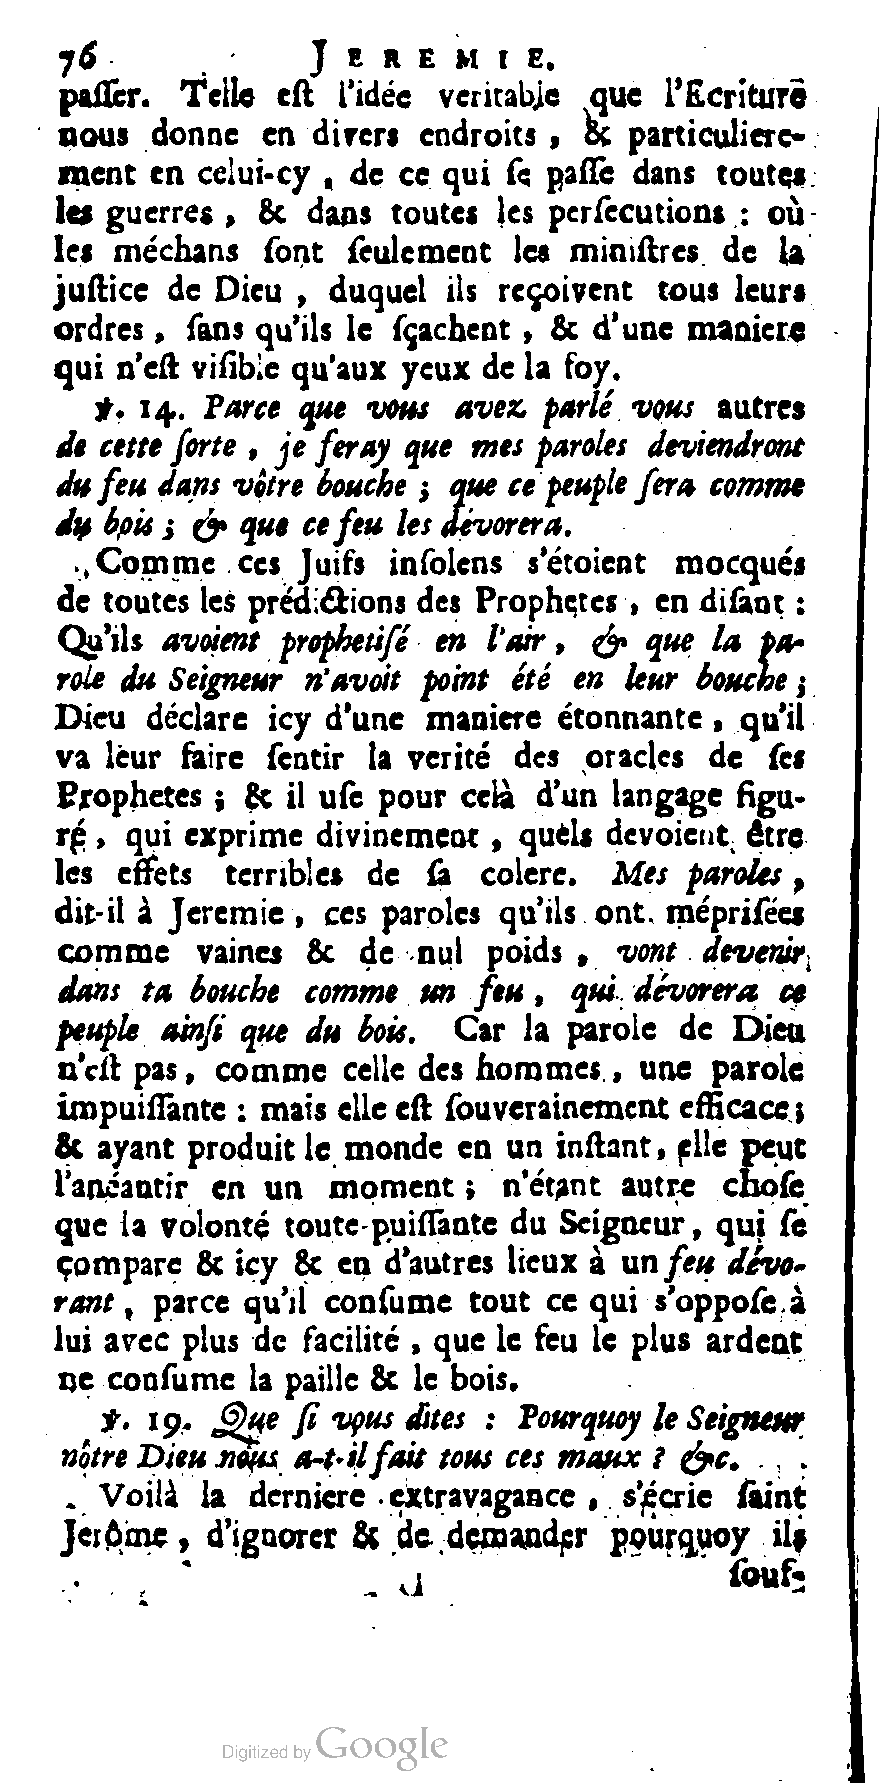 76 JEREMIE.
paſſer. Telle eſt l'idée veritable que l'Ecriture
nous donne en divers endroits, & particuliere-
ment en celui-cy, de ce qui ſe paſſe dans toutes
les guerres, & dans toutes les perſecutions : où
les méchans ſont ſeulement les miniſtres de la
juſtice de Dieu, duquel ils reçoivent tous leurs
ordres, ſans qu'ils le ſçachent, & d'une maniere
qui n'eſt viſible qu'aux yeux de la foy.
℣. 14. Parce que vous avez parlé vous autres
de cette ſorte, je feray que mes paroles deviendront
du feu dans vôtre bouche ; que ce peuple ſera comme
du bois ; & que ce feu les dévorera.
Comme ces Juifs inſolens s'étoient mocqués
de toutes les prédictions des Prophetes, en diſant :
Qu'ils avoient prophetiſé en l'air, & que la pa-
role du Seigneur n'avoit point été en leur bouche ;
Dieu déclare icy d'une maniere étonnante, qu'il
va leur faire ſentir la verité des oracles de ſes
Prophetes ; & il uſe pour celà d'un langage figu-
ré, qui exprime divinement, quels devoient être
les effets terribles de ſa colere. Mes paroles,
dit-il à Jeremie, ces paroles qu'ils ont mépriſées
comme vaines & de nul poids, vont devenir
dans ta bouche comme un feu, qui dévorera ce
peuple ainſi que du bois. Car la parole de Dieu
n'eſt pas, comme celle des hommes, une parole
impuiſſante : mais elle eſt ſouverainement efficace ;
& ayant produit le monde en un inſtant, elle peut
l'anéantir en un moment ; n'étant autre choſe
que la volonté toute-puiſſante du Seigneur, qui ſe
compare & icy & en d'autres lieux à un feu dévo-
rant, parce qu'il conſume tout ce qui s'oppoſe à
lui avec plus de facilité, que le feu le plus ardent
ne conſume la paille & le bois.
℣. 19. Que ſi vous dites : Pourquoy le Seigneur
nôtre Dieu nous a-t-il fait tous ces maux ? &c.
Voilà la derniere extravagance, s'écrie ſaint
Jerôme, d'ignorer & de demander pourquoy ils
ſouf-
Digitized by Google